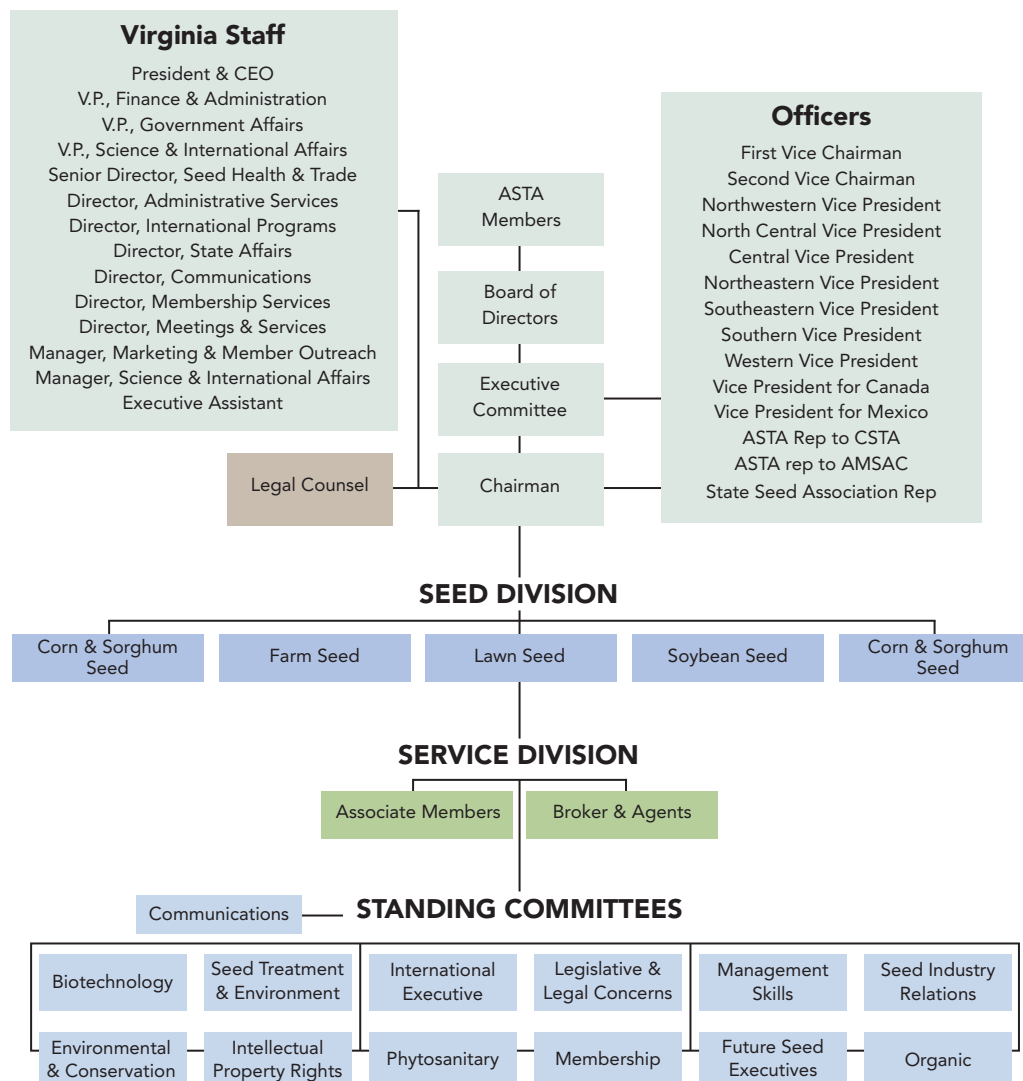 Virginia Staff
President & CEO
V.P., Finance & Administration
V.P., Government Affairs
V.P., Science & International Affairs
Senior Director, Seed Health & Trade
Director, Administrative Services
Director, International Programs
Director, State Affairs
Director, Communications
Director, Membership Services
Director, Meetings & Services
Manager, Marketing & Member Outreach
Manager, Science & International Affairs
Executive Assistant
Officers
First Vice Chairman
Second Vice Chairman
Northwestern Vice President
North Central Vice President
Central Vice President
Northeastern Vice President
Southeastern Vice President
Southern Vice President
Western Vice President
Vice President for Canada
Vice President for Mexico
ASTA Rep to CSTA
ASTA rep to AMSAC
State Seed Association Rep
ASTA
Members
Board of
Directors
Executive
Committee
Legal Counsel
Chairman
SEED DIVISION
Corn & Sorghum
Seed
Farm Seed
Lawn Seed
Soybean Seed
Corn & Sorghum
Seed
SERVICE DIVISION
Associate Members
Broker & Agents
Communications
STANDING COMMITTEES
Biotechnology
Seed Treatment
& Environment
International
Executive
Legislative &
Legal Concerns
Management
Skills
Seed Industry
Relations
Environmental
& Conservation
Intellectual
Property Rights
Phytosanitary
Membership
Future Seed
Executives
Organic